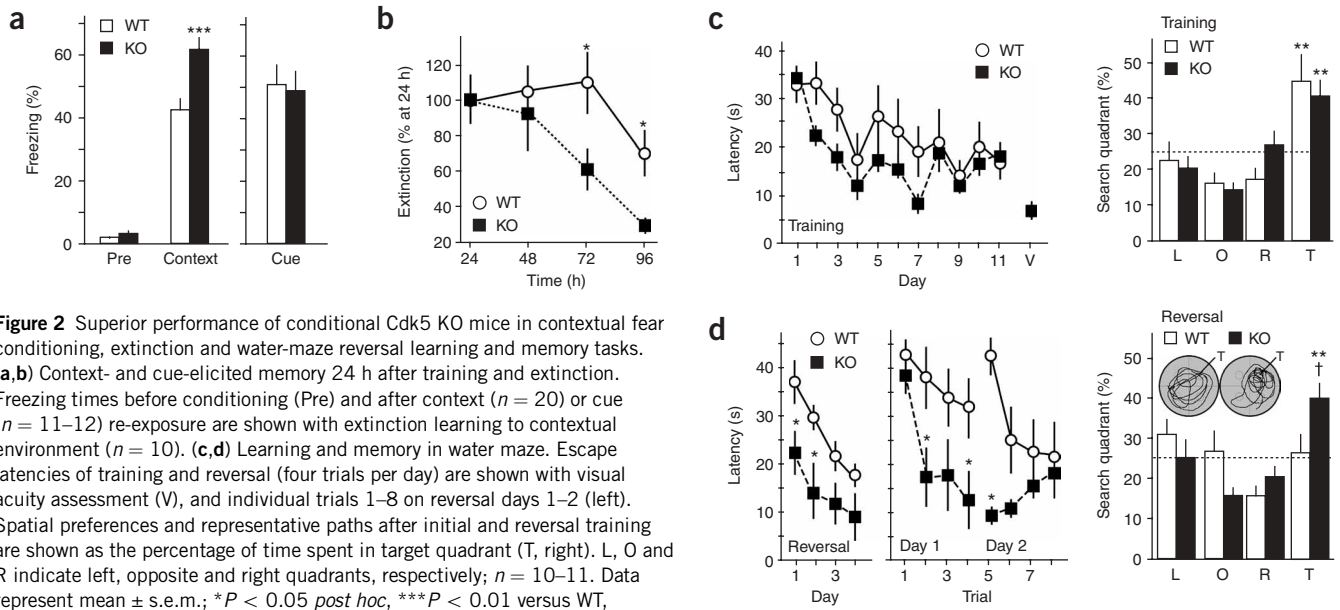 a
WT
KO
***
60
40
20
0
Freezing (%)
Pre
Context
Cue
b
*
*
120
100
80
60
40
20
Extinction (% at 24 h)
WT
KO
24
48
72
96
Time (h)
c
WT
KO
40
30
20
10
0
Latency (s)
Training
1
3
5
7
9
11
V
Day
Training
WT
KO
**
**
50
40
30
20
10
0
Search quadrant (%)
L
O
R
T
Figure 2 Superior performance of conditional Cdk5 KO mice in contextual fear
conditioning, extinction and water-maze reversal learning and memory tasks.
(a,b) Context- and cue-elicited memory 24 h after training and extinction.
Freezing times before conditioning (Pre) and after context (n = 20) or cue
(n = 11–12) re-exposure are shown with extinction learning to contextual
environment (n = 10). (c,d) Learning and memory in water maze. Escape
latencies of training and reversal (four trials per day) are shown with visual
acuity assessment (V), and individual trials 1–8 on reversal days 1–2 (left).
Spatial preferences and representative paths after initial and reversal training
are shown as the percentage of time spent in target quadrant (T, right). L, O and
R indicate left, opposite and right quadrants, respectively; n = 10–11. Data
represent mean ± s.e.m.; *P < 0.05 post hoc, ***P < 0.01 versus WT,
d
WT
KO
50
40
30
20
10
0
Latency (s)
*
*
Reversal
1
3
Day
WT
KO
*
*
*
Day 1
Day 2
1
3
5
7
Trial
Reversal
WT
KO
T
T
**
†
50
40
30
20
10
0
Search quadrant (%)
L
O
R
T